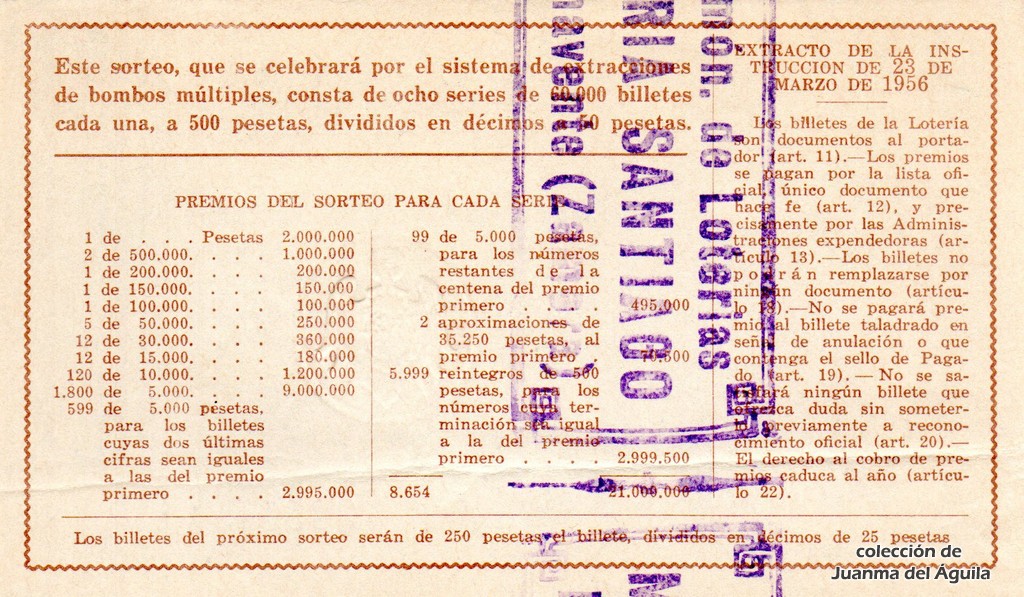 Este sorteo, que se celebrará por el sistema de extracciones
de bombos múltiples, consta de ocho series de 60.000 billetes
cada una, a 500 pesetas, divididos en décimos a 50 pesetas.
PREMIOS DEL SORTEO PARA CADA SERIE
1 de . . . Pesetas 2.000.000
2 de 500.000. . . . . 1.000.000
1 de 200.000. . . . . 200.000
1 de 150.000. . . . . 150.000
1 de 100.000. . . . . 100.000
5 de 50.000. . . . . 250.000
12 de 30.000. . . . . 360.000
12 de 15.000. . . . . 180.000
120 de 10.000. . . . . 1.200.000
1.800 de 5.000. . . . . 9.000.000
599 de 5.000 pesetas,
para los billetes
cuyas dos últimas
cifras sean iguales
a las del premio
primero . . . . . 2.995.000
99 de 5.000 pesetas,
para los números
restantes de la
centena del premio
primero . . . . . 495.000
2 aproximaciones de
35.250 pesetas, al
premio primero . 70.500
5.999 reintegros de 500
pesetas, para los
números cuya ter-
minación sea igual
a la del premio
primero . . . . . 2.999.500
8.654 21.000.000
EXTRACTO DE LA INS-
TRUCCION DE 23 DE
MARZO DE 1956
Los billetes de la Lotería
son documentos al porta-
dor (art. 11).—Los premios
se pagan por la lista ofi-
cial, único documento que
hace fe (art. 12), y pre-
cisamente por las Adminis-
traciones expendedoras (ar-
tículo 13).—Los billetes no
podrán remplazarse por
ningún documento (artícu-
lo 18).—No se pagará pre-
mio al billete taladrado en
señal de anulación o que
contenga el sello de Paga-
do (art. 19).—No se sa-
tisfará ningún billete que
ofrezca duda sin someter-
lo previamente a recono-
cimiento oficial (art. 20).—
El derecho al cobro de pre-
mios caduca al año (artícu-
lo 22).
Los billetes del próximo sorteo serán de 250 pesetas el billete, divididos en décimos de 25 pesetas
mon. de Loterias
RIA SANTIAGO
navente (Zamora)
colección de
Juanma del Águila